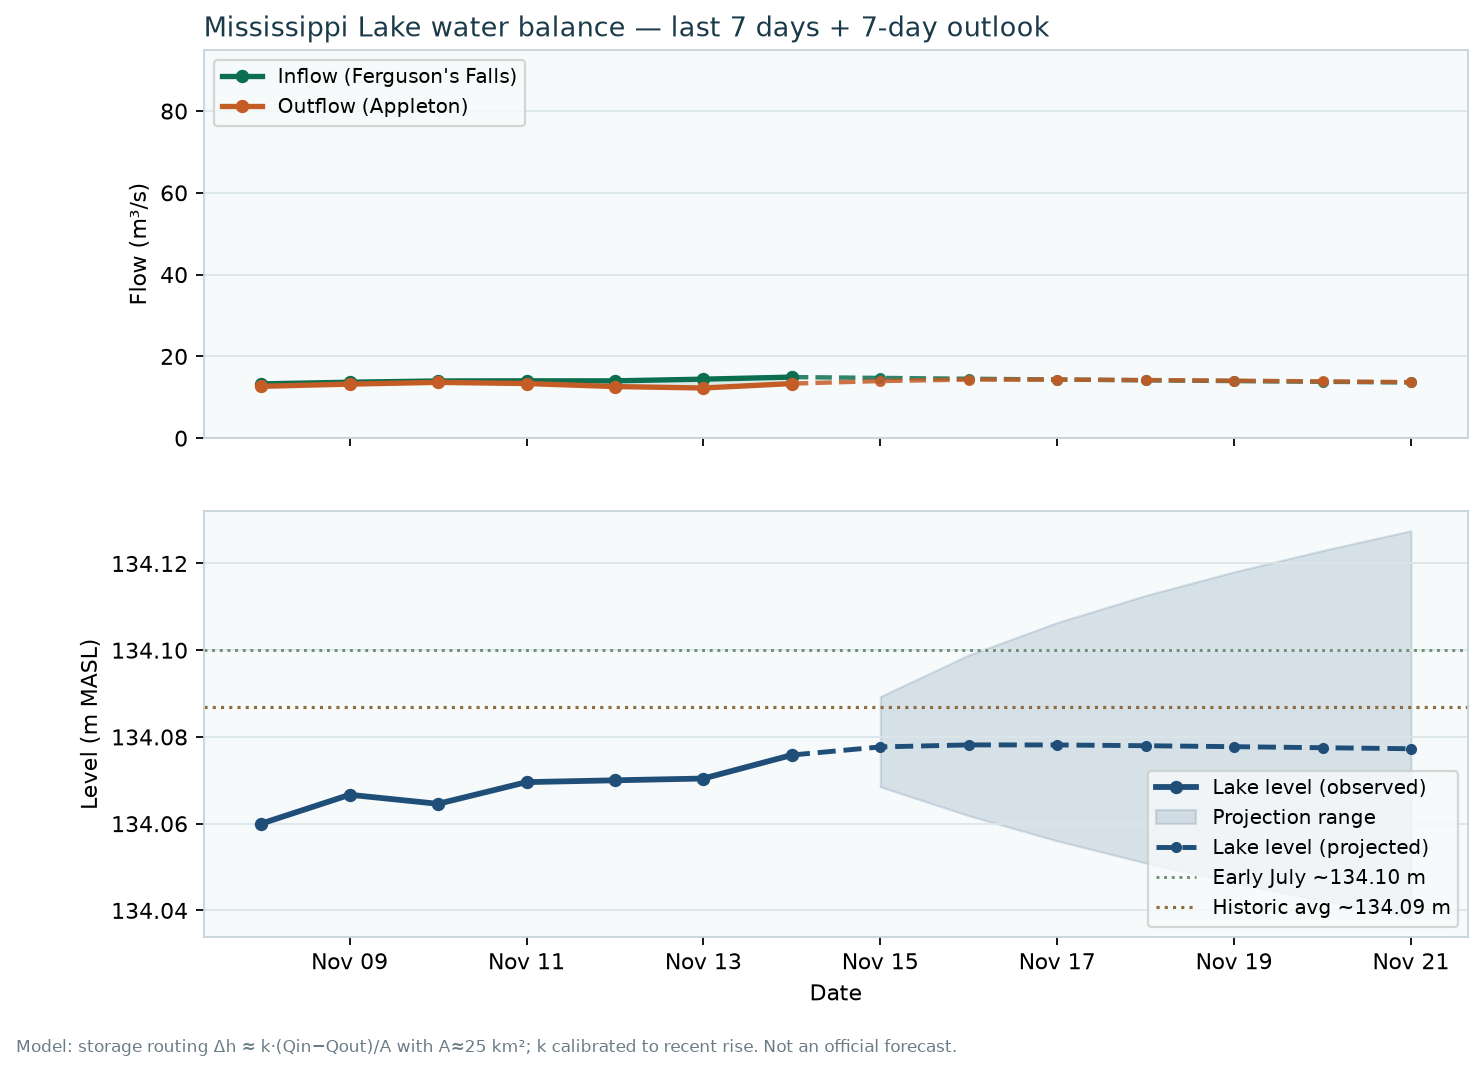 Mississippi Lake water balance — last 7 days + 7-day outlook
Inflow (Ferguson's Falls)
Outflow (Appleton)
Flow (m³/s)
80
60
40
20
0
Level (m MASL)
134.12
134.10
134.08
134.06
134.04
Lake level (observed)
Projection range
Lake level (projected)
Early July ~134.10 m
Historic avg ~134.09 m
Nov 09 Nov 11 Nov 13 Nov 15 Nov 17 Nov 19 Nov 21
Date
Model: storage routing Δh ≈ k·(Qin−Qout)/A with A≈25 km²; k calibrated to recent rise. Not an official forecast.